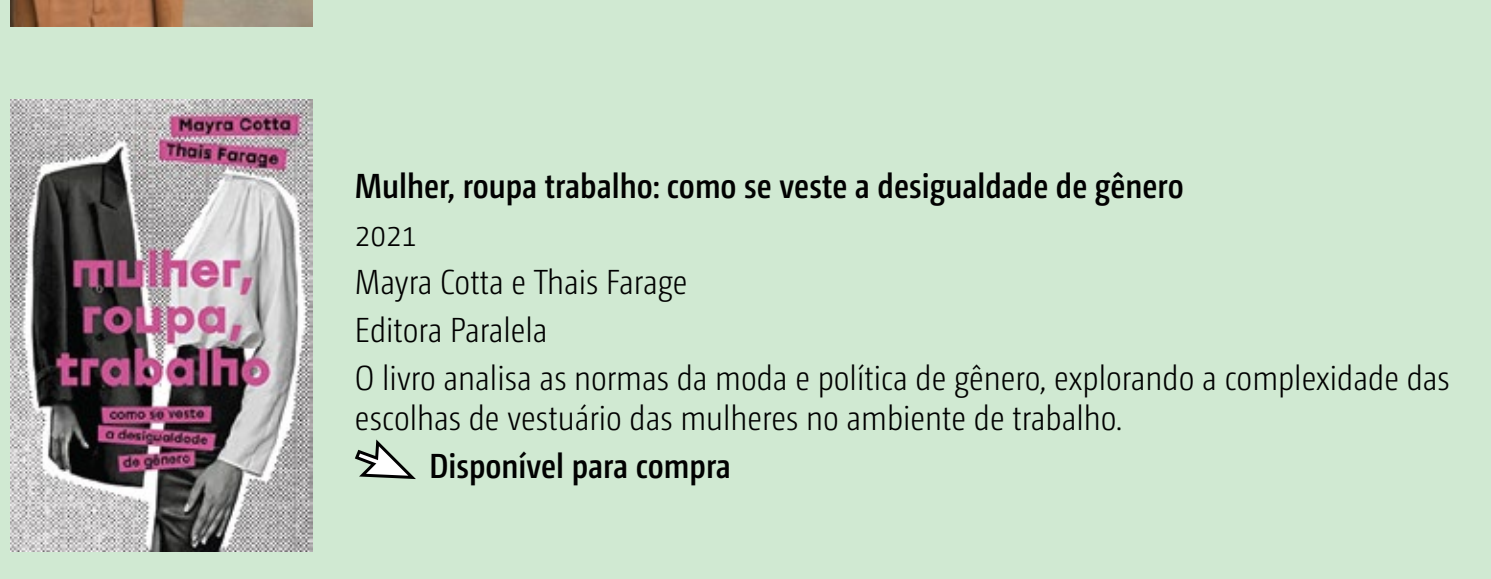 Mayra Cotta
Thais Farage
mulher,
roupa,
trabalho
como se veste
a desigualdade
de gênero
Mulher, roupa trabalho: como se veste a desigualdade de gênero
2021
Mayra Cotta e Thais Farage
Editora Paralela
O livro analisa as normas da moda e política de gênero, explorando a complexidade das
escolhas de vestuário das mulheres no ambiente de trabalho.
Disponível para compra